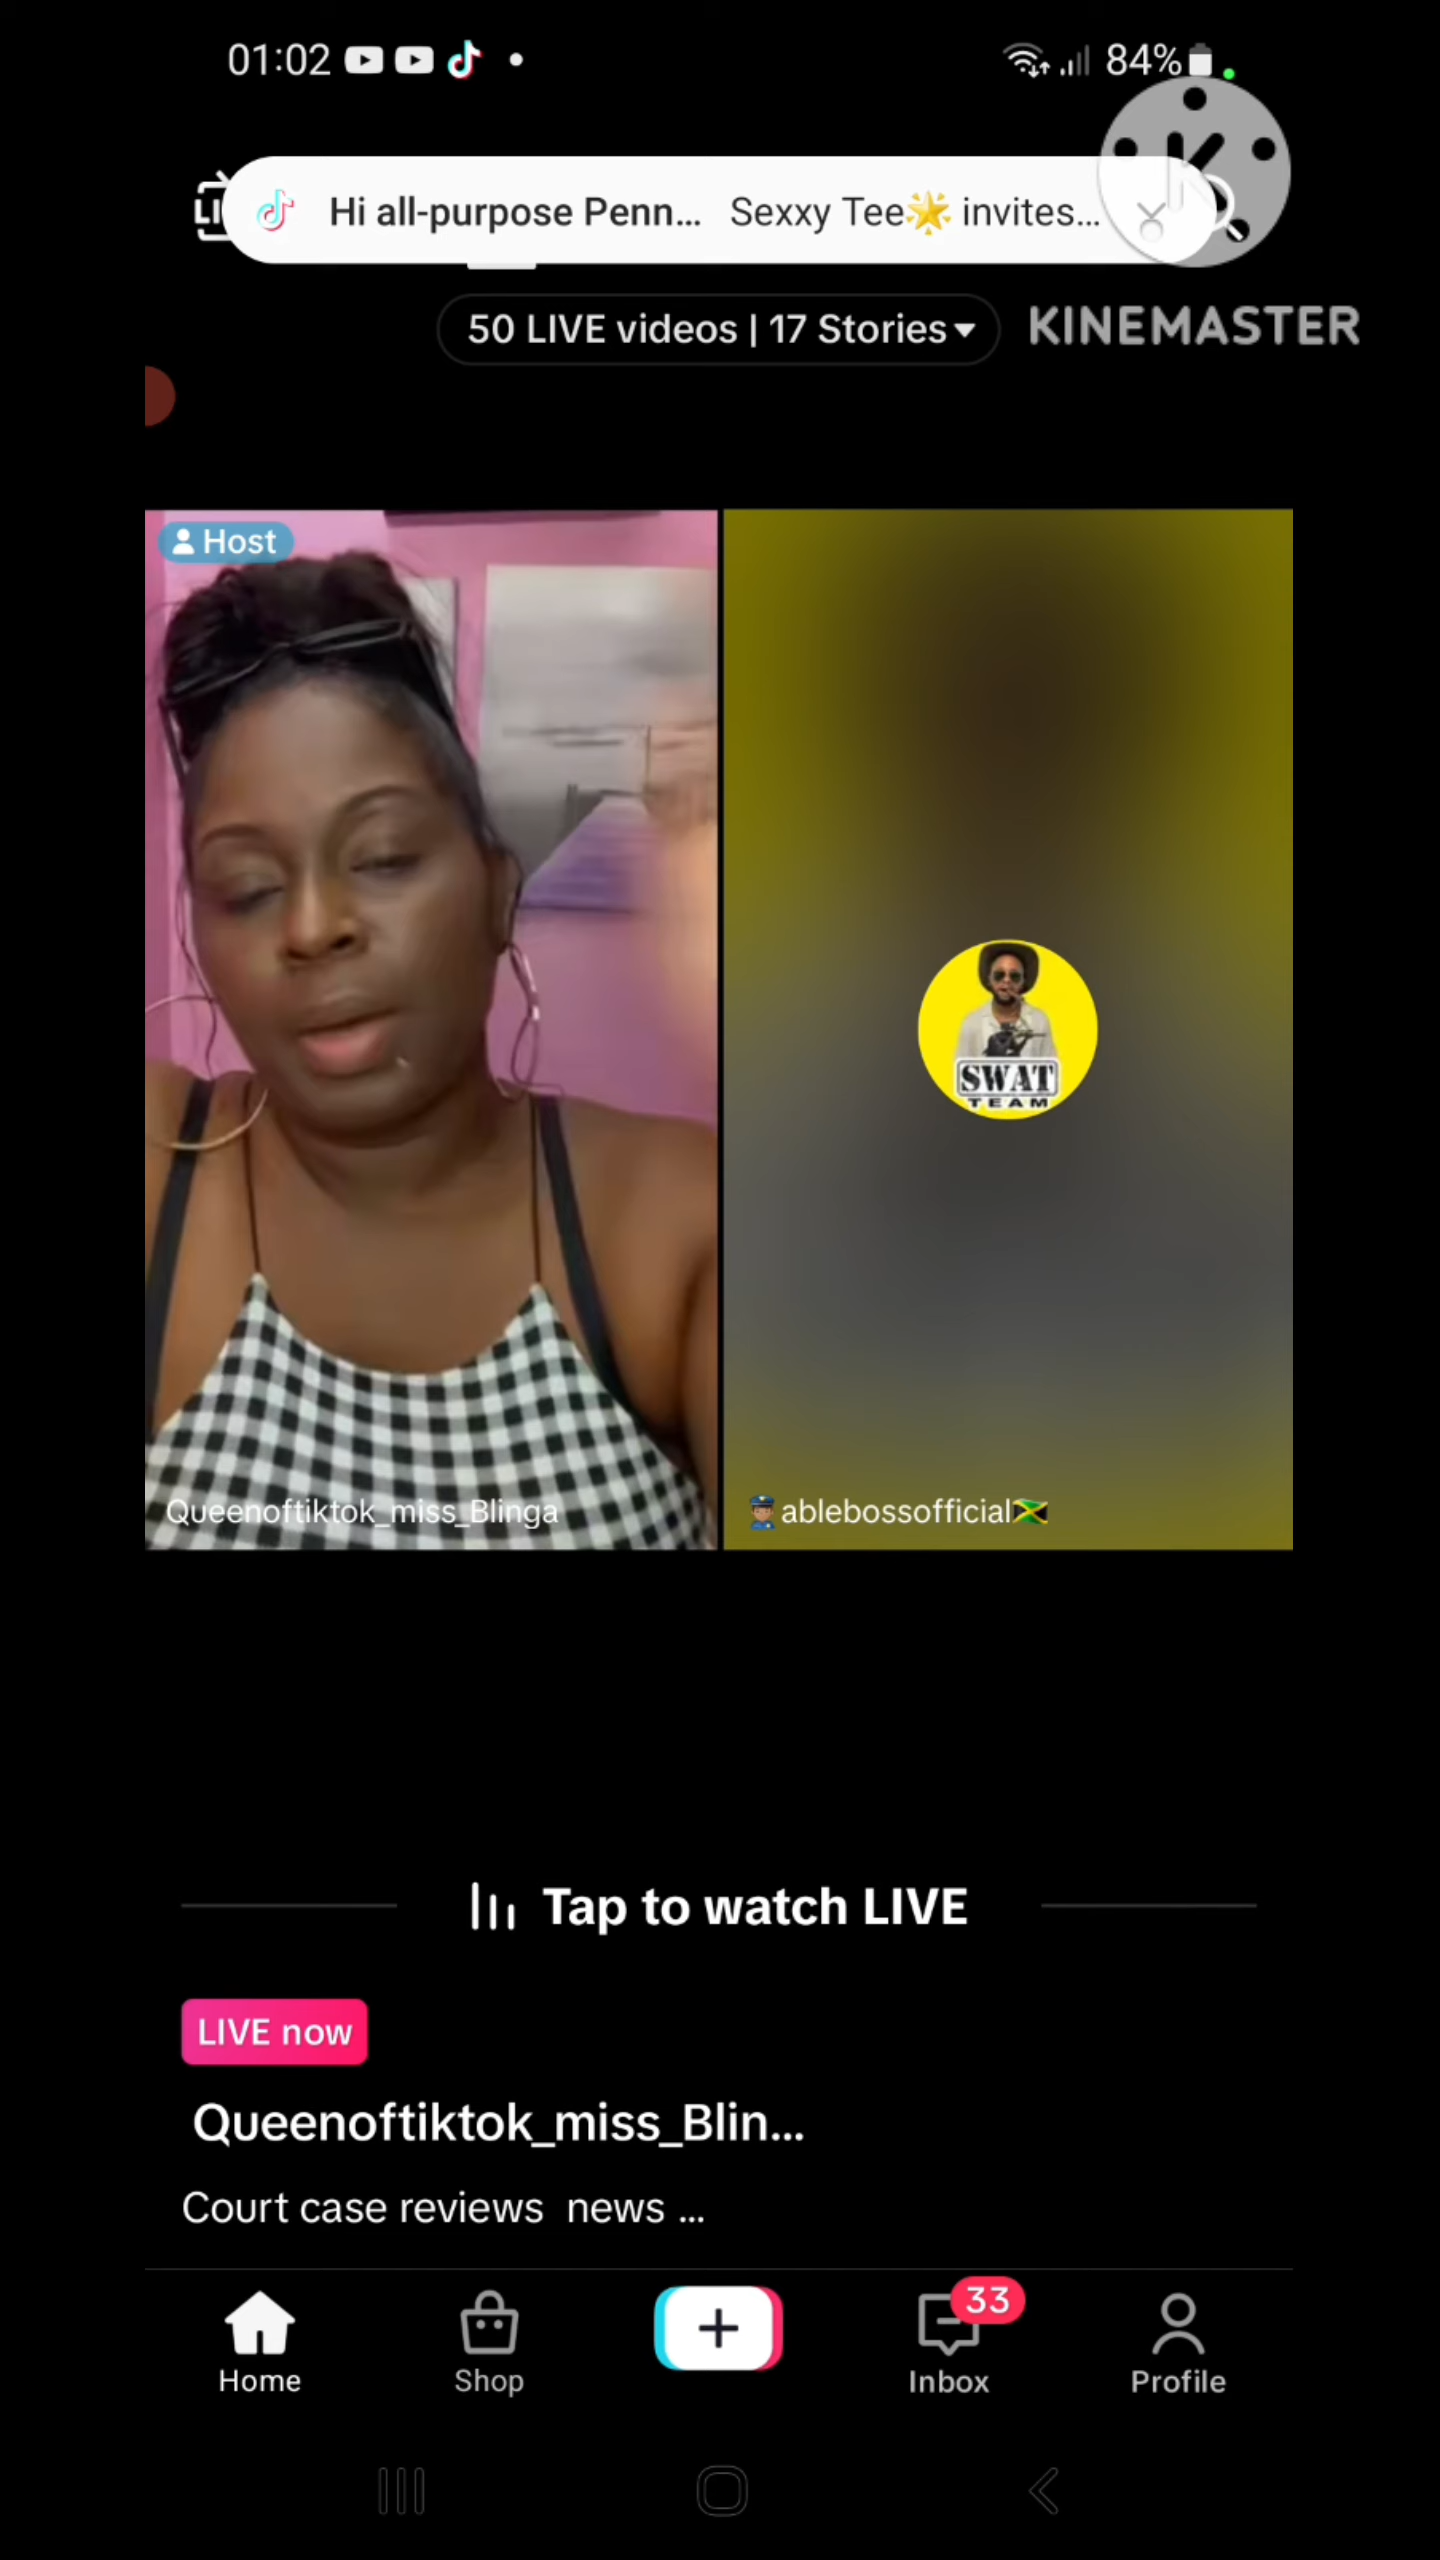 01:02
84%
Hi all-purpose Penn... Sexxy Tee🌟 invites...
50 LIVE videos | 17 Stories
KINEMASTER
Host
SWAT
TEAM
Queenoftiktok_miss_Blinga
👮🏽ablebossofficial🇯🇲
Tap to watch LIVE
LIVE now
Queenoftiktok_miss_Blin...
Court case reviews news ...
33
Home
Shop
Inbox
Profile